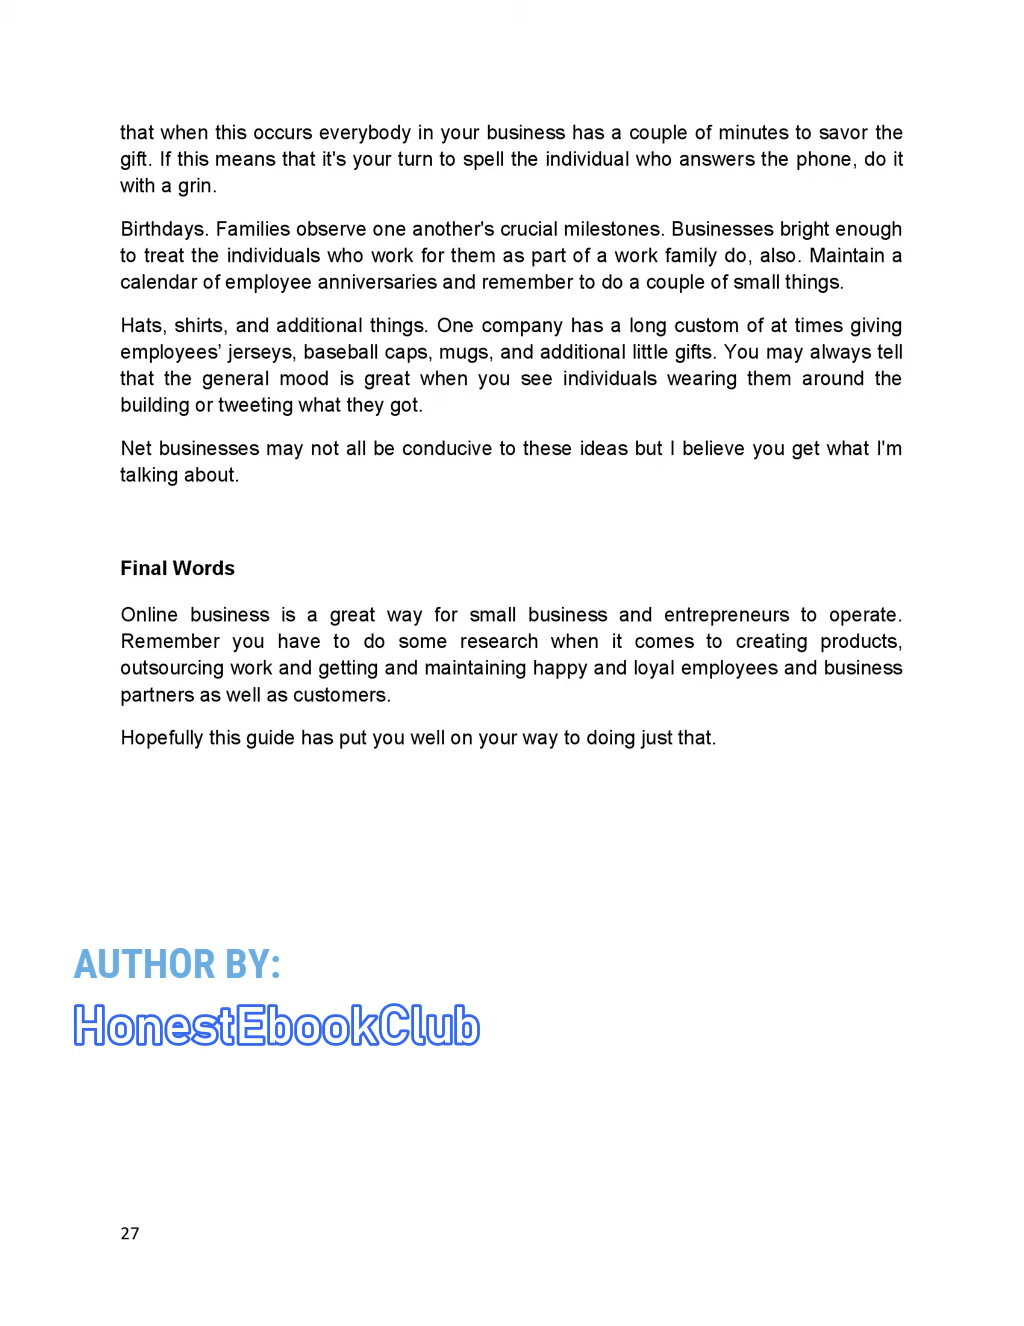 that when this occurs everybody in your business has a couple of minutes to savor the
gift. If this means that it's your turn to spell the individual who answers the phone, do it
with a grin.
Birthdays. Families observe one another's crucial milestones. Businesses bright enough
to treat the individuals who work for them as part of a work family do, also. Maintain a
calendar of employee anniversaries and remember to do a couple of small things.
Hats, shirts, and additional things. One company has a long custom of at times giving
employees’ jerseys, baseball caps, mugs, and additional little gifts. You may always tell
that the general mood is great when you see individuals wearing them around the
building or tweeting what they got.
Net businesses may not all be conducive to these ideas but I believe you get what I'm
talking about.
Final Words
Online business is a great way for small business and entrepreneurs to operate.
Remember you have to do some research when it comes to creating products,
outsourcing work and getting and maintaining happy and loyal employees and business
partners as well as customers.
Hopefully this guide has put you well on your way to doing just that.
AUTHOR BY:
HonestEbookClub
27